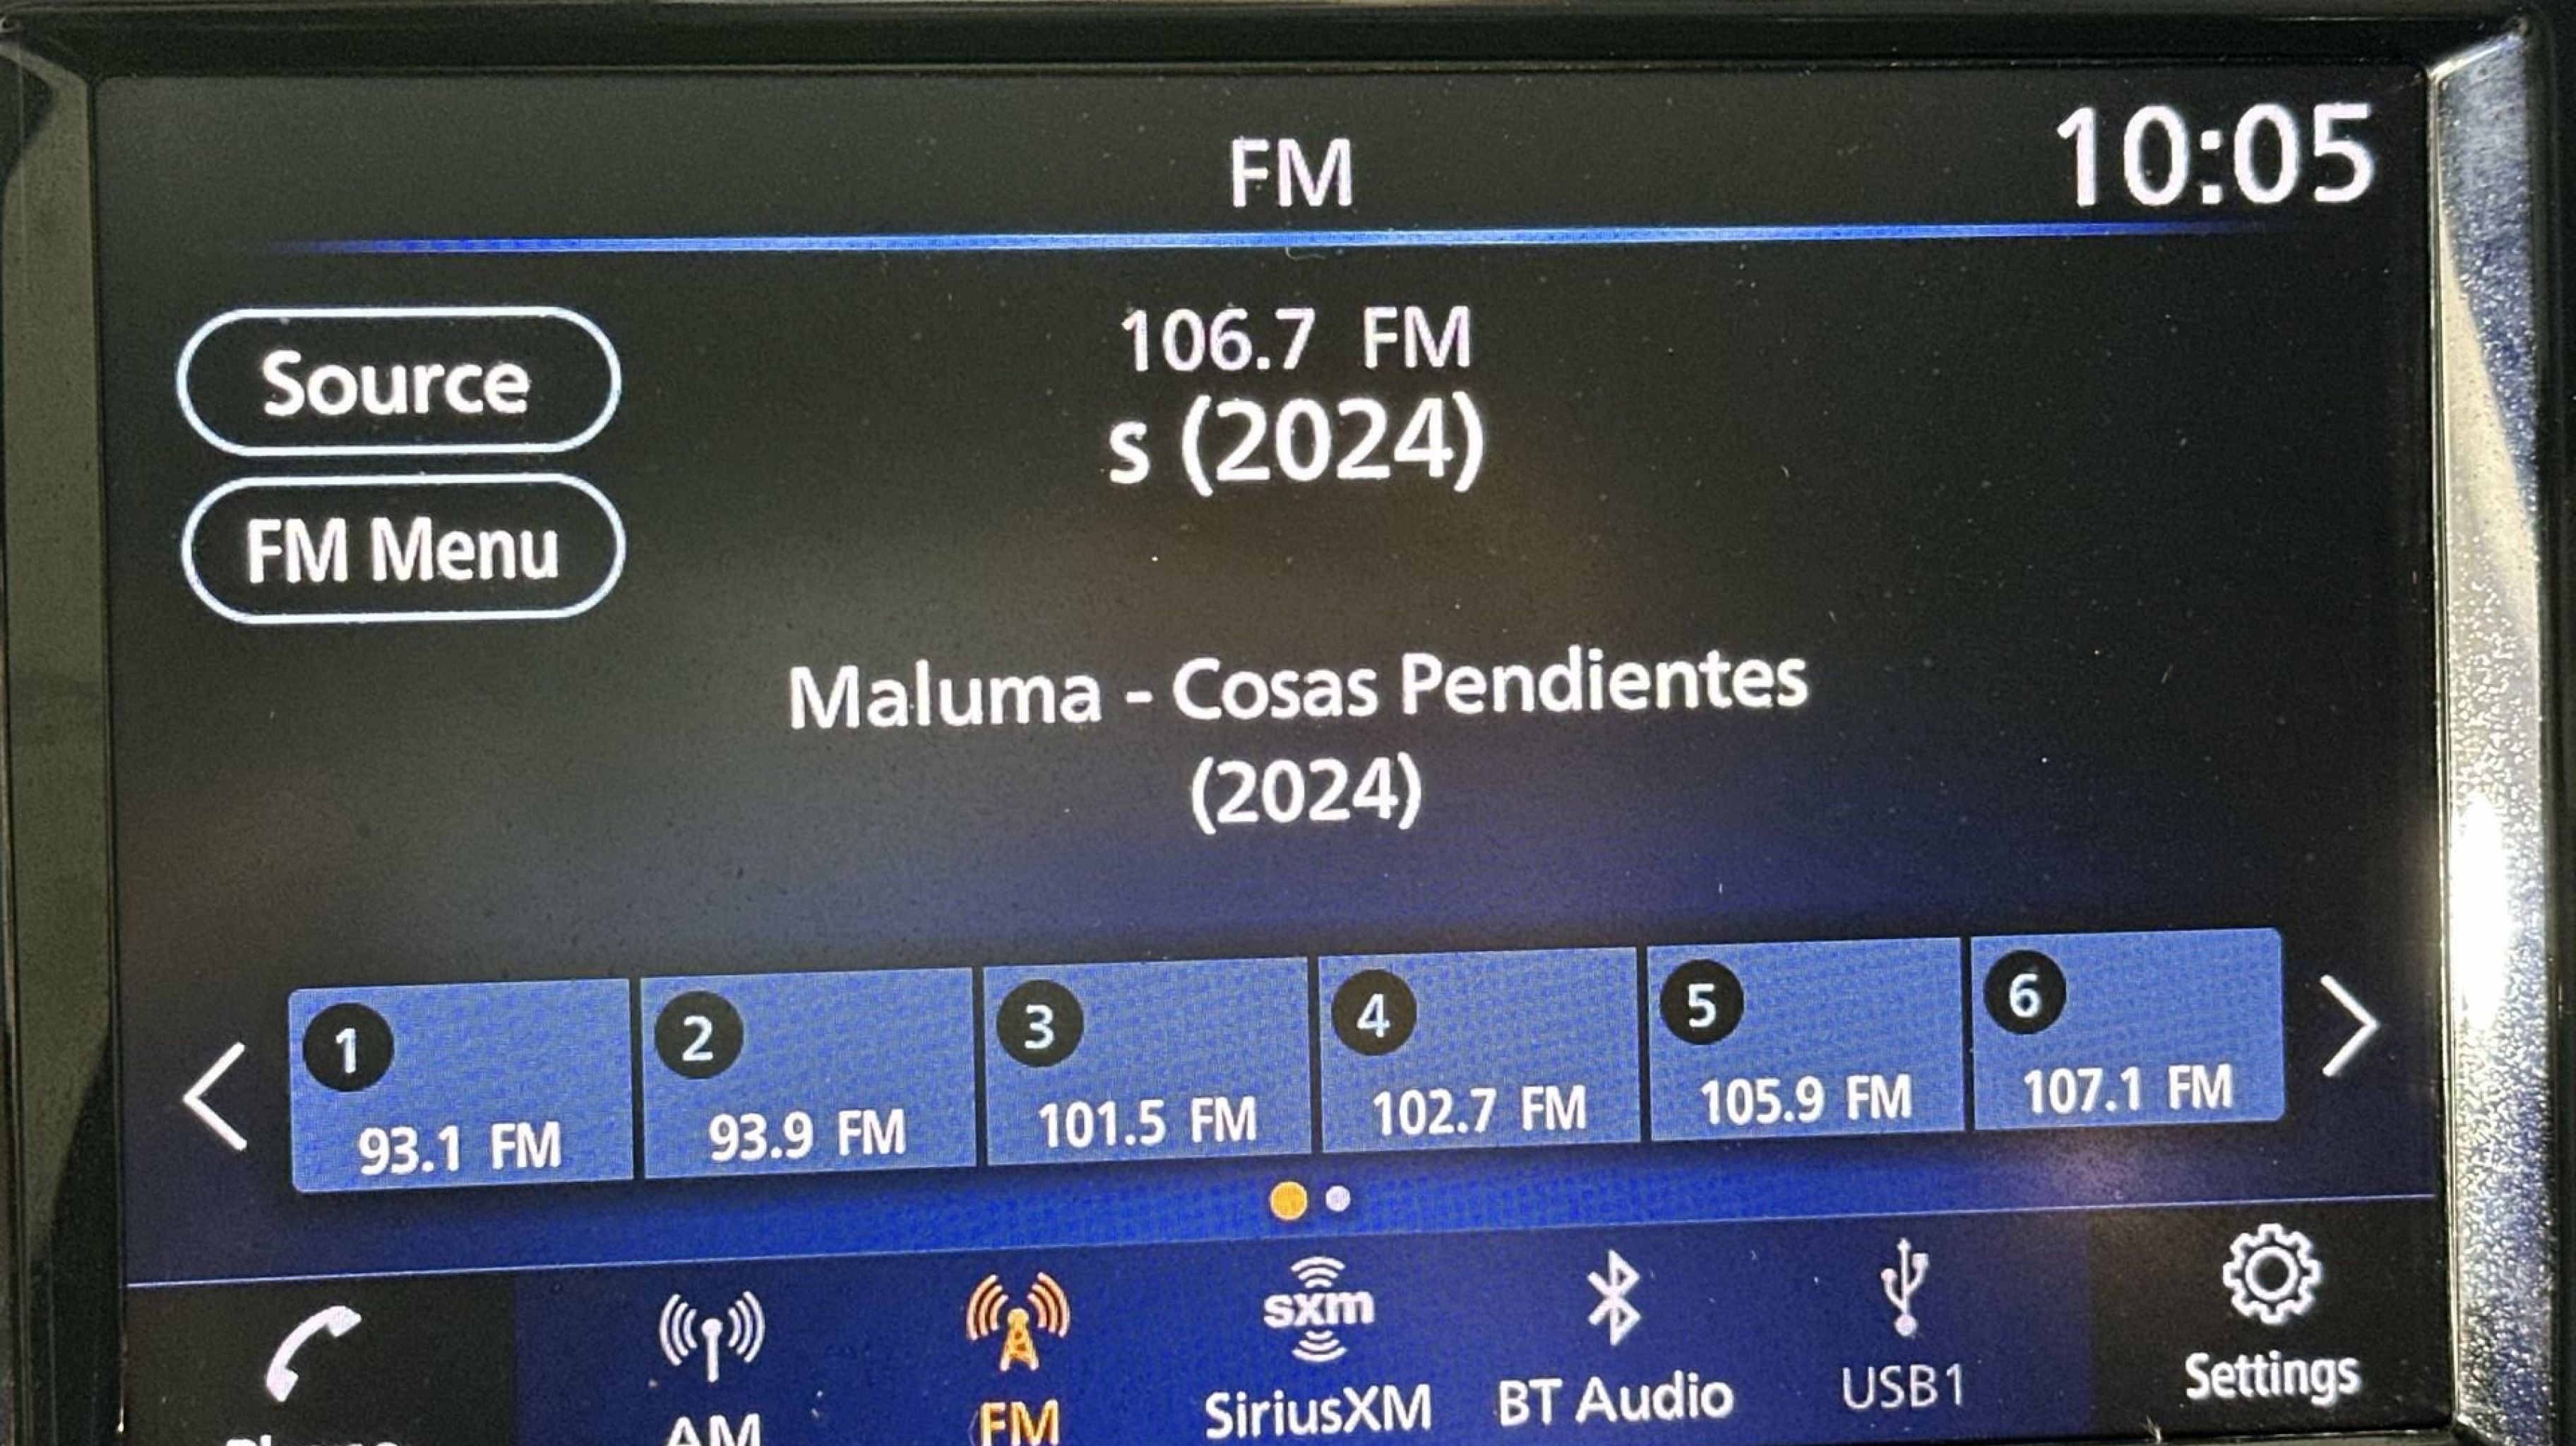 FM
10:05
106.7 FM
s (2024)
Source
FM Menu
Maluma - Cosas Pendientes
(2024)
1
2
3
4
5
6
93.1 FM
93.9 FM
101.5 FM
102.7 FM
105.9 FM
107.1 FM
sxm
AM
FM
SiriusXM
BT Audio
USB1
Settings